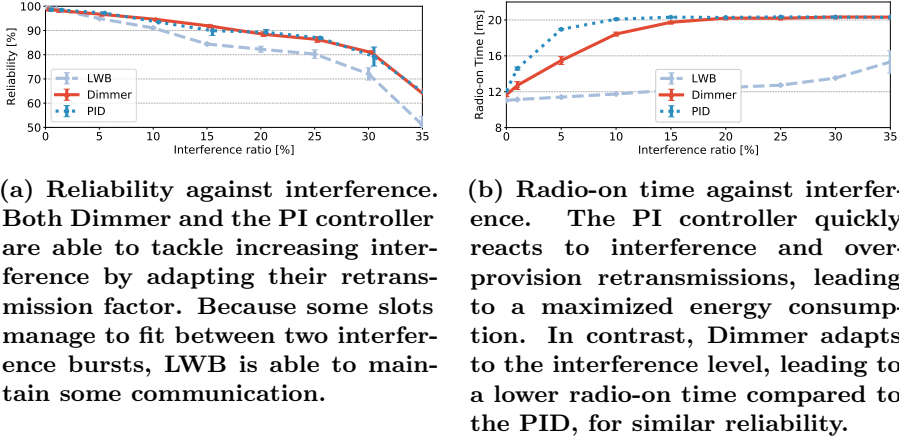 100
90
80
70
60
50
Reliability [%]
LWB
Dimmer
PID
0
5
10
15
20
25
30
35
Interference ratio [%]
20
16
12
8
Radio-on Time [ms]
LWB
Dimmer
PID
0
5
10
15
20
25
30
35
Interference ratio [%]
(a) Reliability against interference.
Both Dimmer and the PI controller
are able to tackle increasing inter-
ference by adapting their retrans-
mission factor. Because some slots
manage to fit between two interfer-
ence bursts, LWB is able to main-
tain some communication.
(b) Radio-on time against interfer-
ence. The PI controller quickly
reacts to interference and over-
provision retransmissions, leading
to a maximized energy consump-
tion. In contrast, Dimmer adapts
to the interference level, leading to
a lower radio-on time compared to
the PID, for similar reliability.